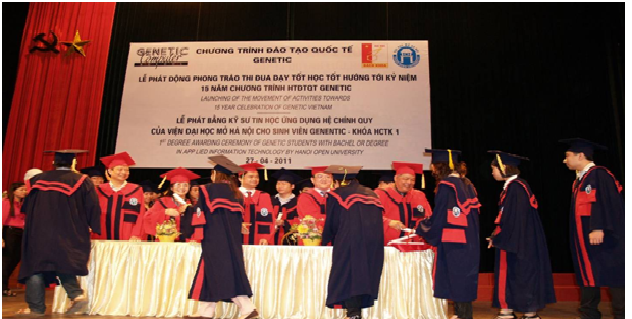 GENETIC
Computer
CHƯƠNG TRÌNH ĐÀO TẠO QUỐC TẾ
GENETIC
LỄ PHÁT ĐỘNG PHONG TRÀO THI ĐUA DẠY TỐT HỌC TỐT HƯỚNG TỚI KỶ NIỆM
15 NĂM CHƯƠNG TRÌNH HTĐTQT GENETIC
LAUNCHING OF THE MOVEMENT OF ACTIVITIES TOWARDS
15 YEAR CELEBRATION OF GENETIC VIETNAM
LỄ PHÁT BẰNG KỸ SƯ TIN HỌC ỨNG DỤNG HỆ CHÍNH QUY
CỦA VIỆN ĐẠI HỌC MỞ HÀ NỘI CHO SINH VIÊN GENENTIC - KHÓA HCTK 1
1ST DEGREE AWARDING CEREMONY OF GENETIC STUDENTS WITH BACHELOR DEGREE
IN APPLIED INFORMATION TECHNOLOGY BY HANOI OPEN UNIVERSITY
27-04-2011